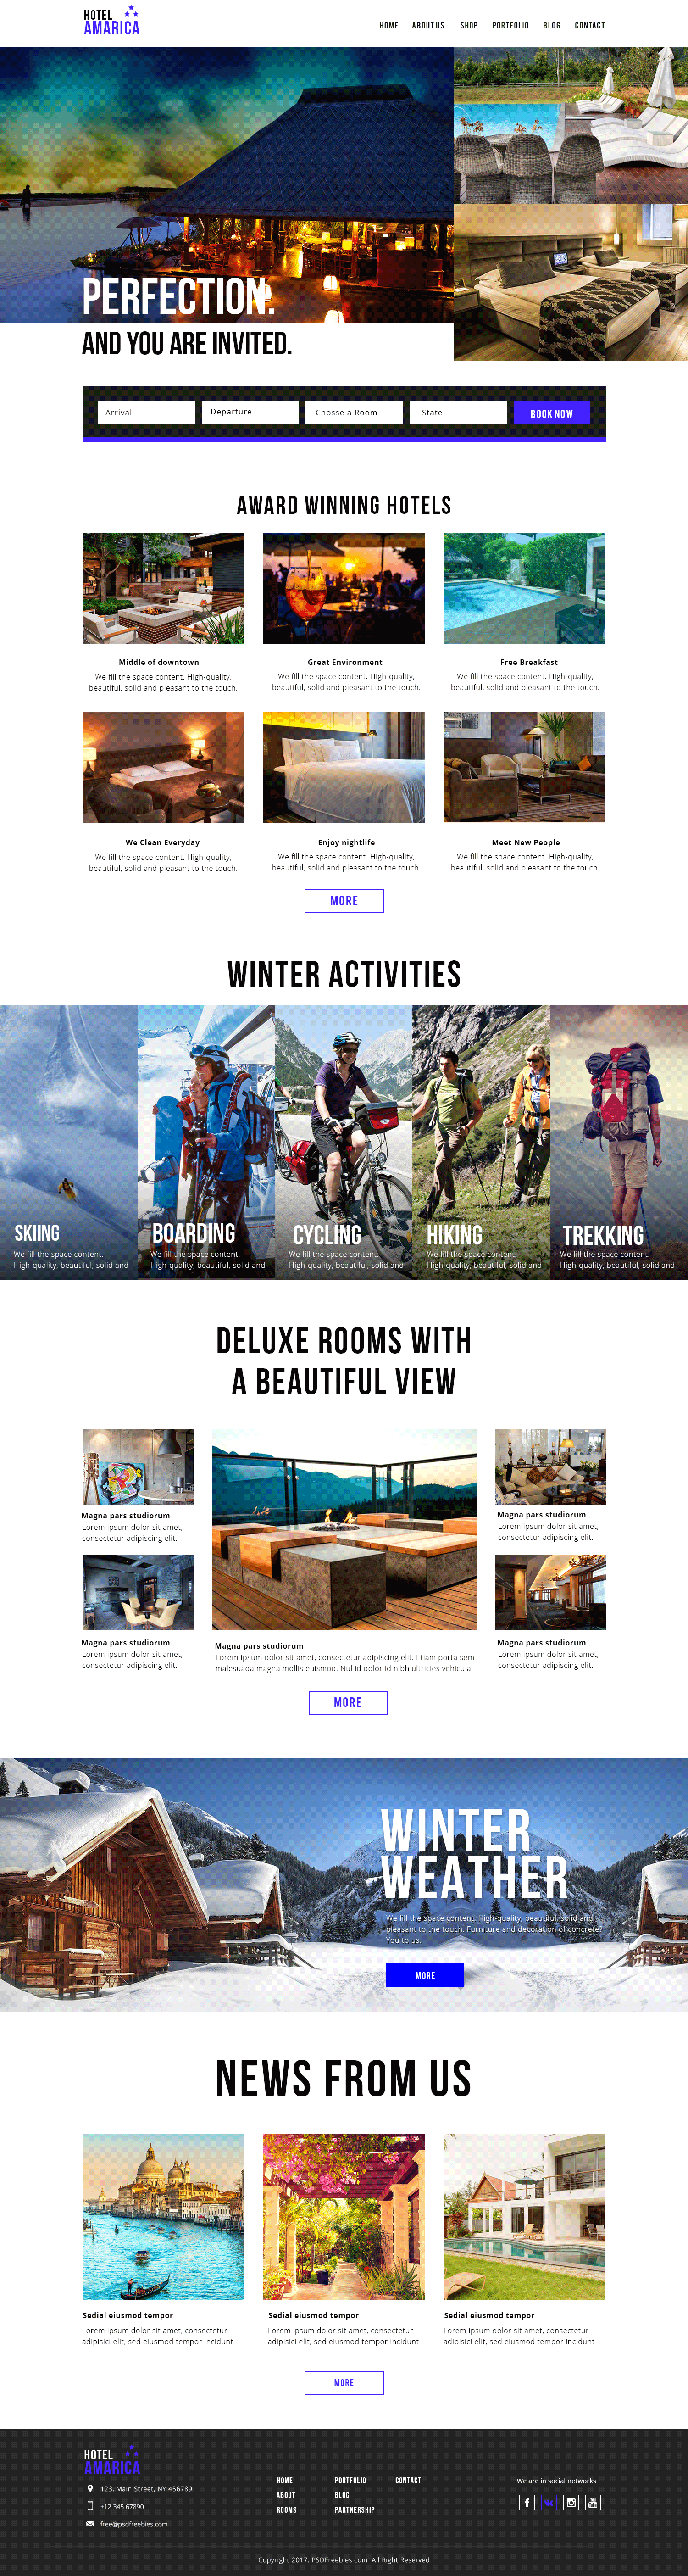 HOTEL
AMARICA
HOME ABOUT US SHOP PORTFOLIO BLOG CONTACT
PERFECTION.
AND YOU ARE INVITED.
Arrival Departure Chosse a Room State BOOK NOW
AWARD WINNING HOTELS
Middle of downtown
We fill the space content. High-quality,
beautiful, solid and pleasant to the touch.
Great Environment
We fill the space content. High-quality,
beautiful, solid and pleasant to the touch.
Free Breakfast
We fill the space content. High-quality,
beautiful, solid and pleasant to the touch.
We Clean Everyday
We fill the space content. High-quality,
beautiful, solid and pleasant to the touch.
Enjoy nightlife
We fill the space content. High-quality,
beautiful, solid and pleasant to the touch.
Meet New People
We fill the space content. High-quality,
beautiful, solid and pleasant to the touch.
MORE
WINTER ACTIVITIES
SKIING
We fill the space content.
High-quality, beautiful, solid and
BOARDING
We fill the space content.
High-quality, beautiful, solid and
CYCLING
We fill the space content.
High-quality, beautiful, solid and
HIKING
We fill the space content.
High-quality, beautiful, solid and
TREKKING
We fill the space content.
High-quality, beautiful, solid and
DELUXE ROOMS WITH
A BEAUTIFUL VIEW
Magna pars studiorum
Lorem ipsum dolor sit amet,
consectetur adipiscing elit.
Magna pars studiorum
Lorem ipsum dolor sit amet,
consectetur adipiscing elit.
Magna pars studiorum
Lorem ipsum dolor sit amet, consectetur adipiscing elit. Etiam porta sem
malesuada magna mollis euismod. Nul id dolor id nibh ultricies vehicula
Magna pars studiorum
Lorem ipsum dolor sit amet,
consectetur adipiscing elit.
Magna pars studiorum
Lorem ipsum dolor sit amet,
consectetur adipiscing elit.
MORE
WINTER
WEATHER
We fill the space content. High-quality, beautiful, solid and
pleasant to the touch. Furniture and decoration of concrete?
You to us.
MORE
NEWS FROM US
Sedial eiusmod tempor
Lorem ipsum dolor sit amet, consectetur
adipisici elit, sed eiusmod tempor incidunt
Sedial eiusmod tempor
Lorem ipsum dolor sit amet, consectetur
adipisici elit, sed eiusmod tempor incidunt
Sedial eiusmod tempor
Lorem ipsum dolor sit amet, consectetur
adipisici elit, sed eiusmod tempor incidunt
MORE
HOTEL
AMARICA
123, Main Street, NY 456789
+12 345 67890
free@psdfreebies.com
HOME PORTFOLIO CONTACT
ABOUT BLOG
ROOMS PARTNERSHIP
We are in social networks
Copyright 2017. PSDFreebies.com All Right Reserved